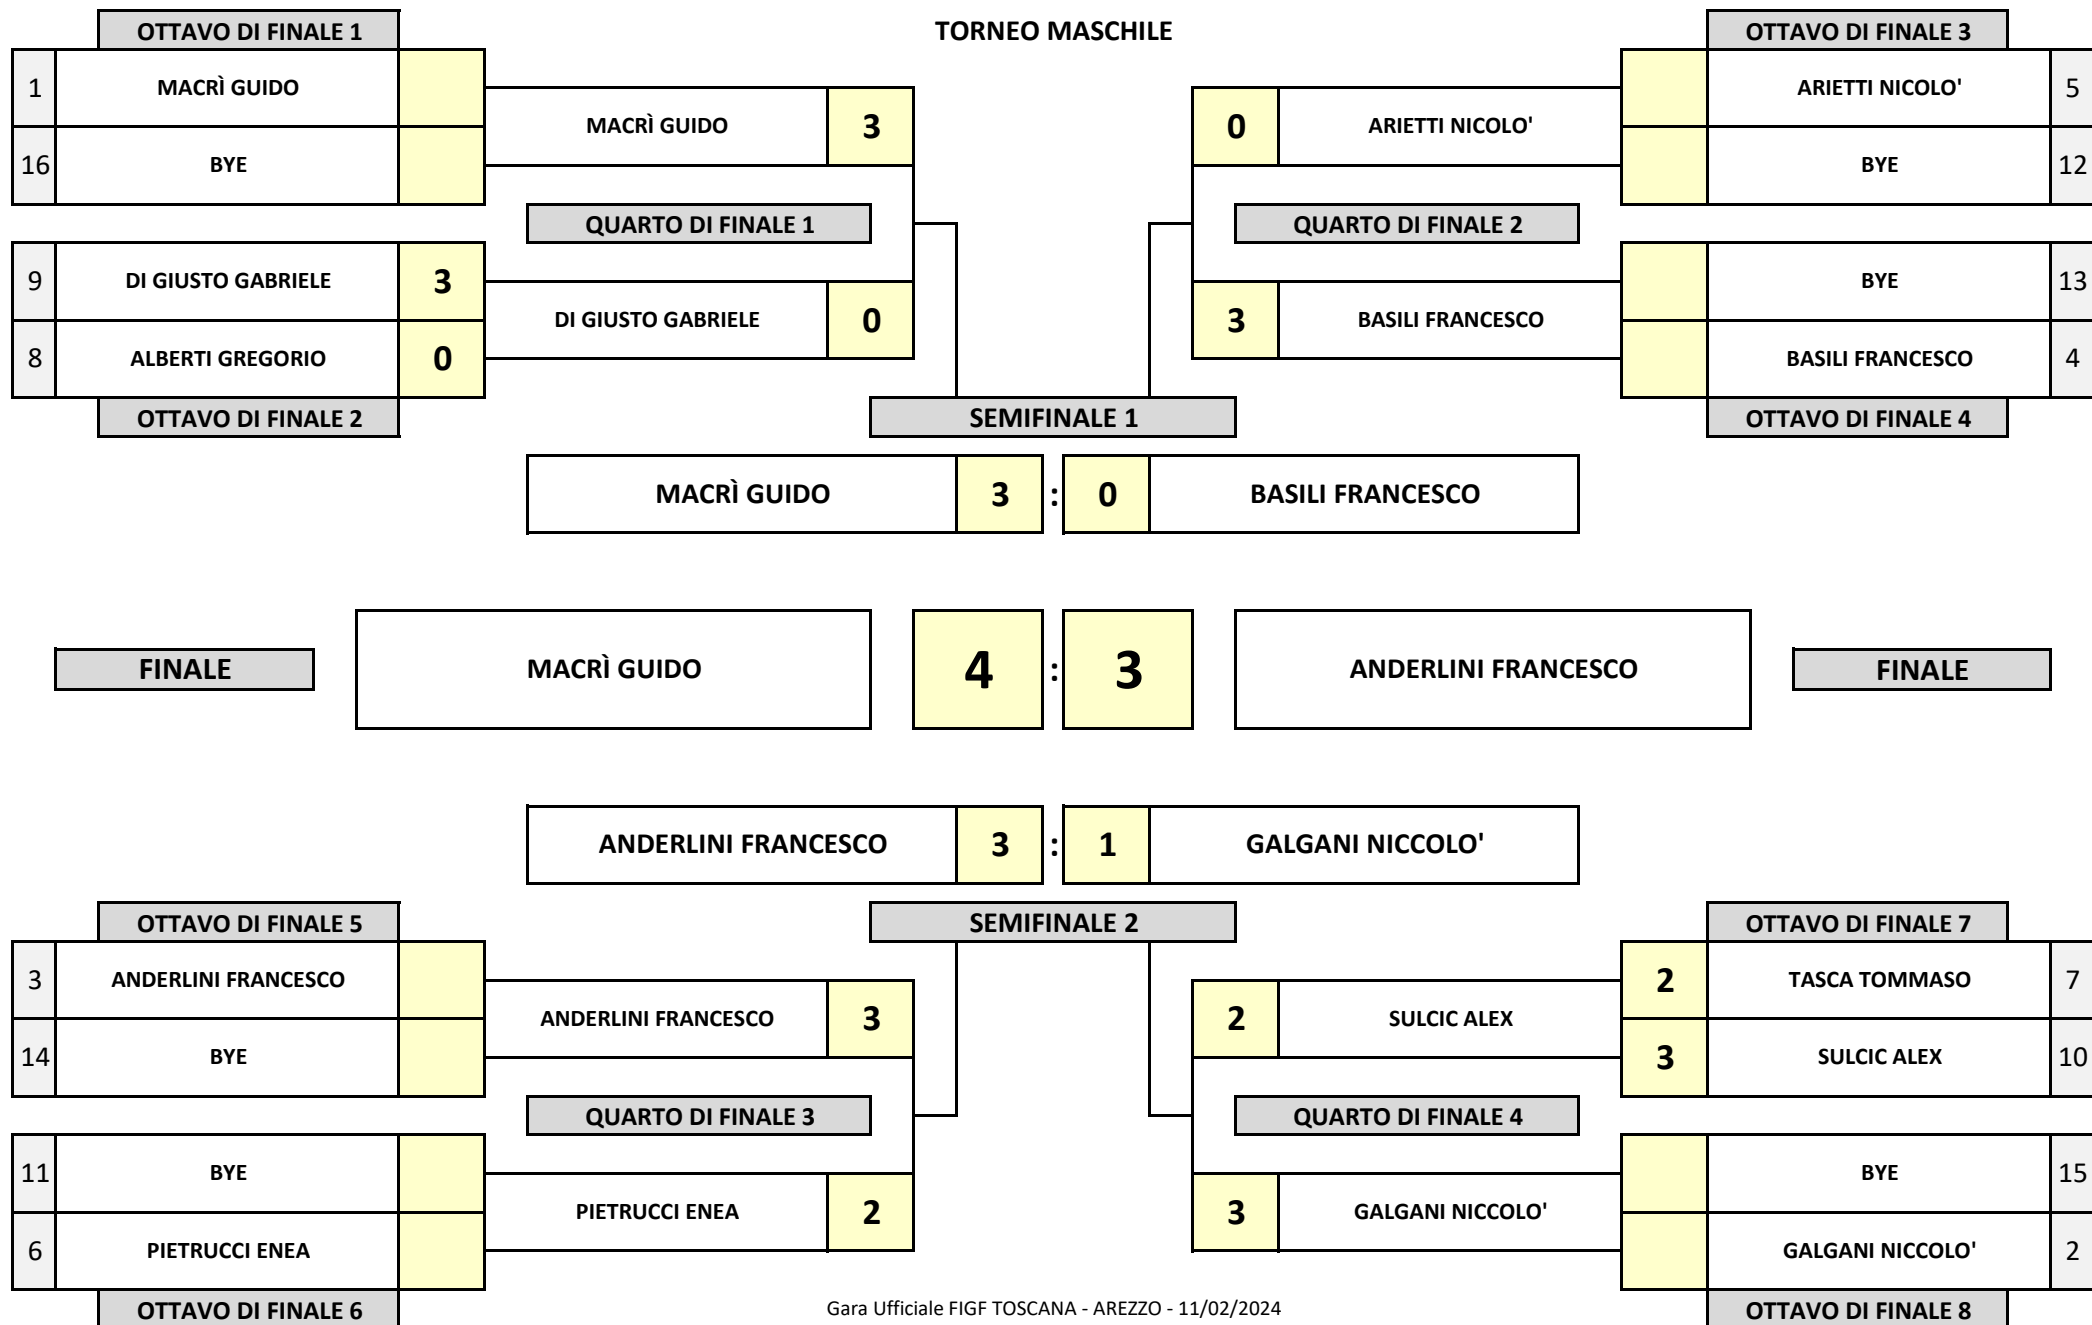 OTTAVO DI FINALE 1 TORNEO MASCHILE OTTAVO DI FINALE 3
1 MACRÌ GUIDO ARIETTI NICOLO' 5
MACRÌ GUIDO 3 0 ARIETTI NICOLO'
16 BYE BYE 12
QUARTO DI FINALE 1 QUARTO DI FINALE 2
9 DI GIUSTO GABRIELE 3 BYE 13
DI GIUSTO GABRIELE 0 3 BASILI FRANCESCO
8 ALBERTI GREGORIO 0 BASILI FRANCESCO 4
OTTAVO DI FINALE 2 SEMIFINALE 1 OTTAVO DI FINALE 4
MACRÌ GUIDO 3 : 0 BASILI FRANCESCO
FINALE MACRÌ GUIDO 4 : 3 ANDERLINI FRANCESCO FINALE
ANDERLINI FRANCESCO 3 : 1 GALGANI NICCOLO'
OTTAVO DI FINALE 5 SEMIFINALE 2 OTTAVO DI FINALE 7
3 ANDERLINI FRANCESCO 2 TASCA TOMMASO 7
ANDERLINI FRANCESCO 3 2 SULCIC ALEX
14 BYE 3 SULCIC ALEX 10
QUARTO DI FINALE 3 QUARTO DI FINALE 4
11 BYE BYE 15
PIETRUCCI ENEA 2 3 GALGANI NICCOLO'
6 PIETRUCCI ENEA GALGANI NICCOLO' 2
OTTAVO DI FINALE 6 Gara Ufficiale FIGF TOSCANA - AREZZO - 11/02/2024 OTTAVO DI FINALE 8